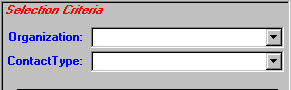 Selection Criteria
Organization:
ContactType: